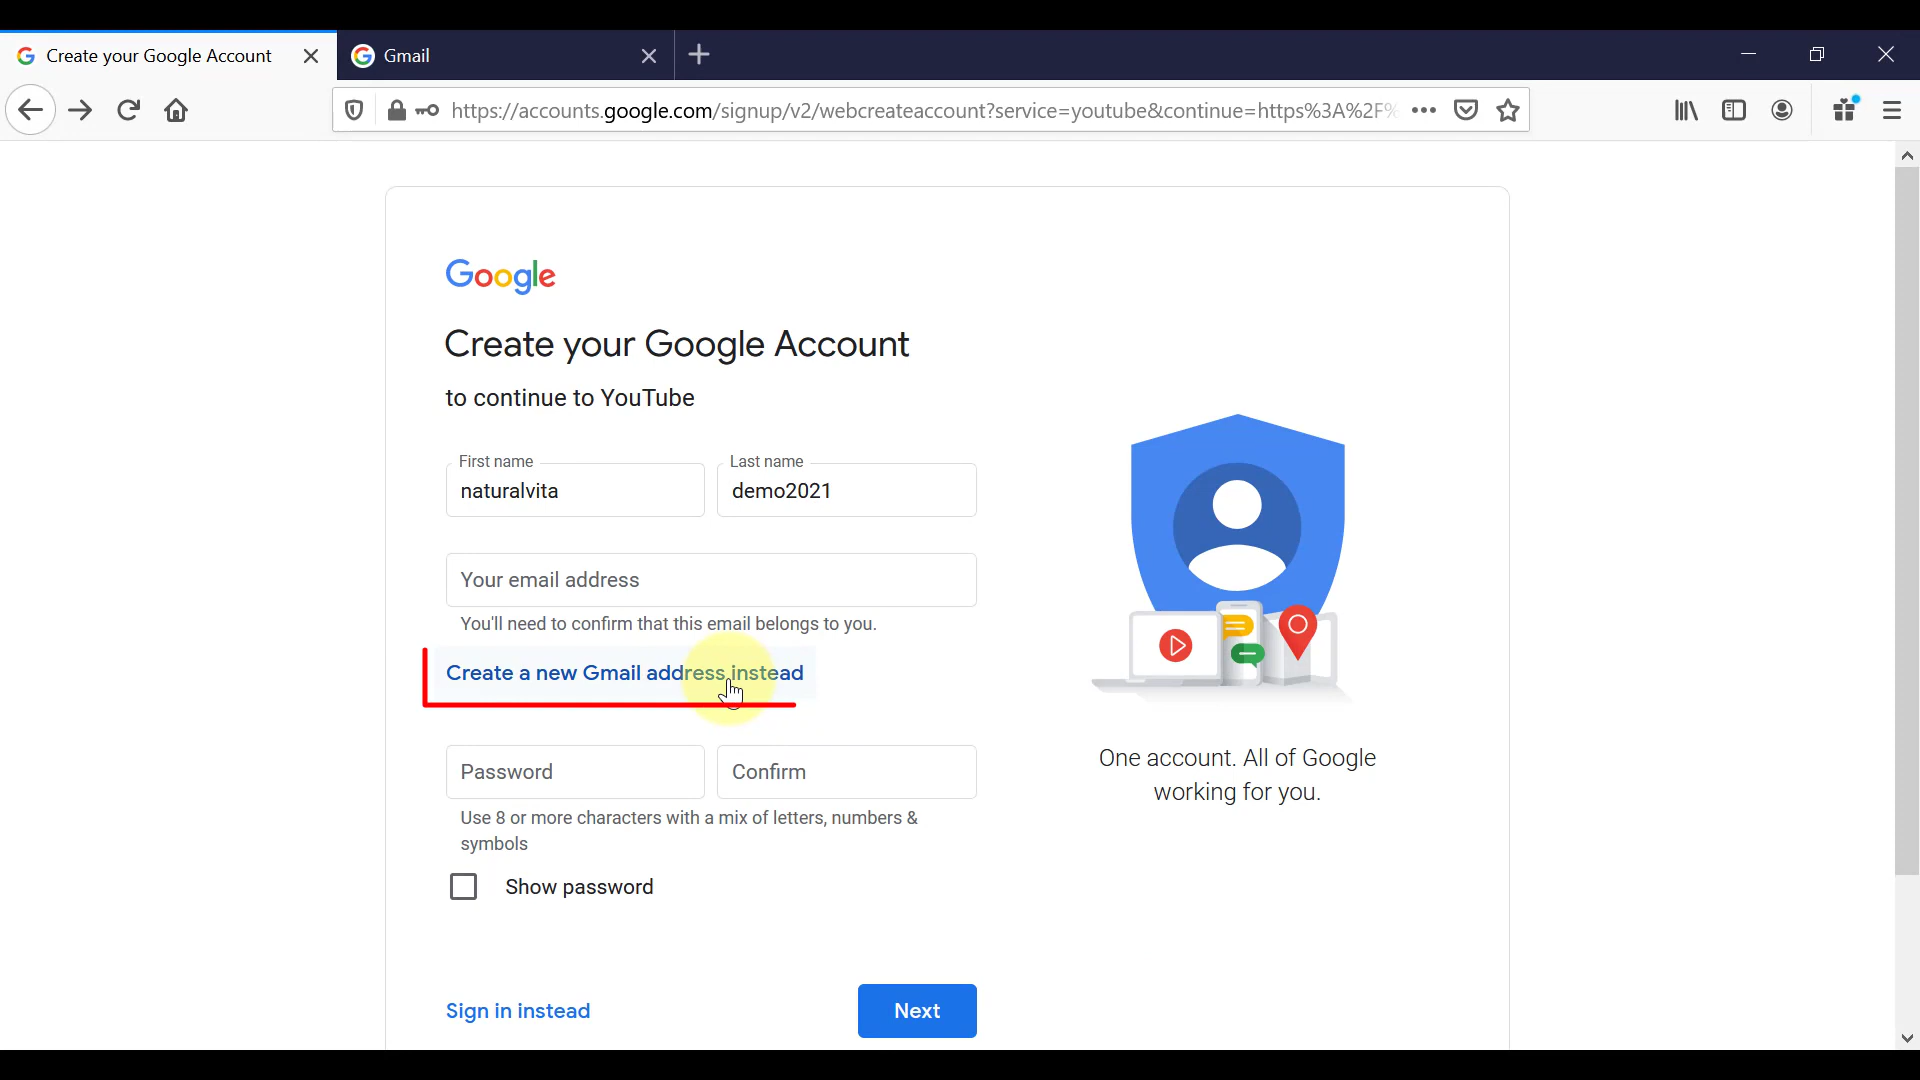 Create your Google Account
Gmail
https://accounts.google.com/signup/v2/webcreateaccount?service=youtube&continue=https%3A%2F%
Google
Create your Google Account
to continue to YouTube
First name
Last name
naturalvita
demo2021
Your email address
You'll need to confirm that this email belongs to you.
Create a new Gmail address instead
Password
Confirm
Use 8 or more characters with a mix of letters, numbers &
symbols
Show password
One account. All of Google
working for you.
Sign in instead
Next